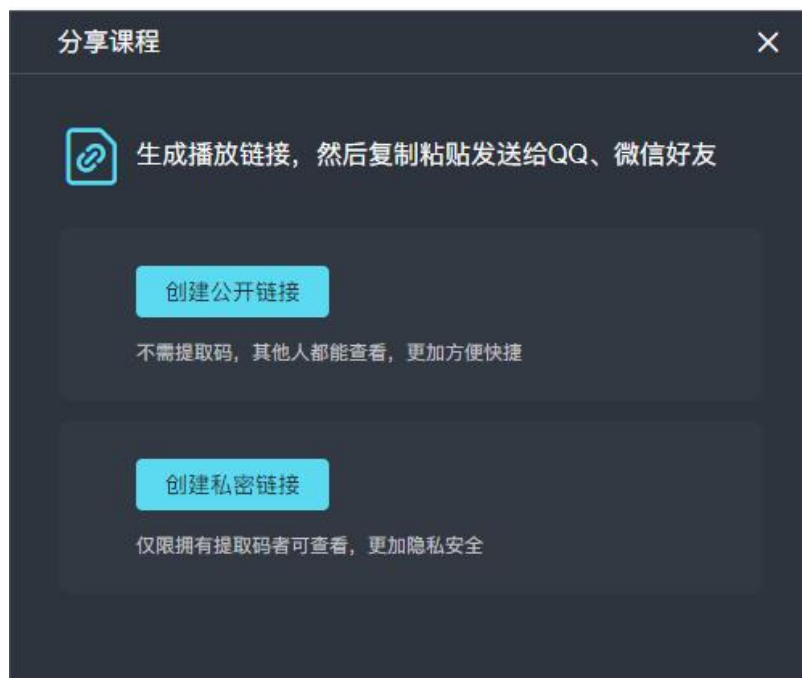 分享课程
生成播放链接，然后复制粘贴发送给QQ、微信好友
创建公开链接
不需提取码，其他人都能查看，更加方便快捷
创建私密链接
仅限拥有提取码者可查看，更加隐私安全